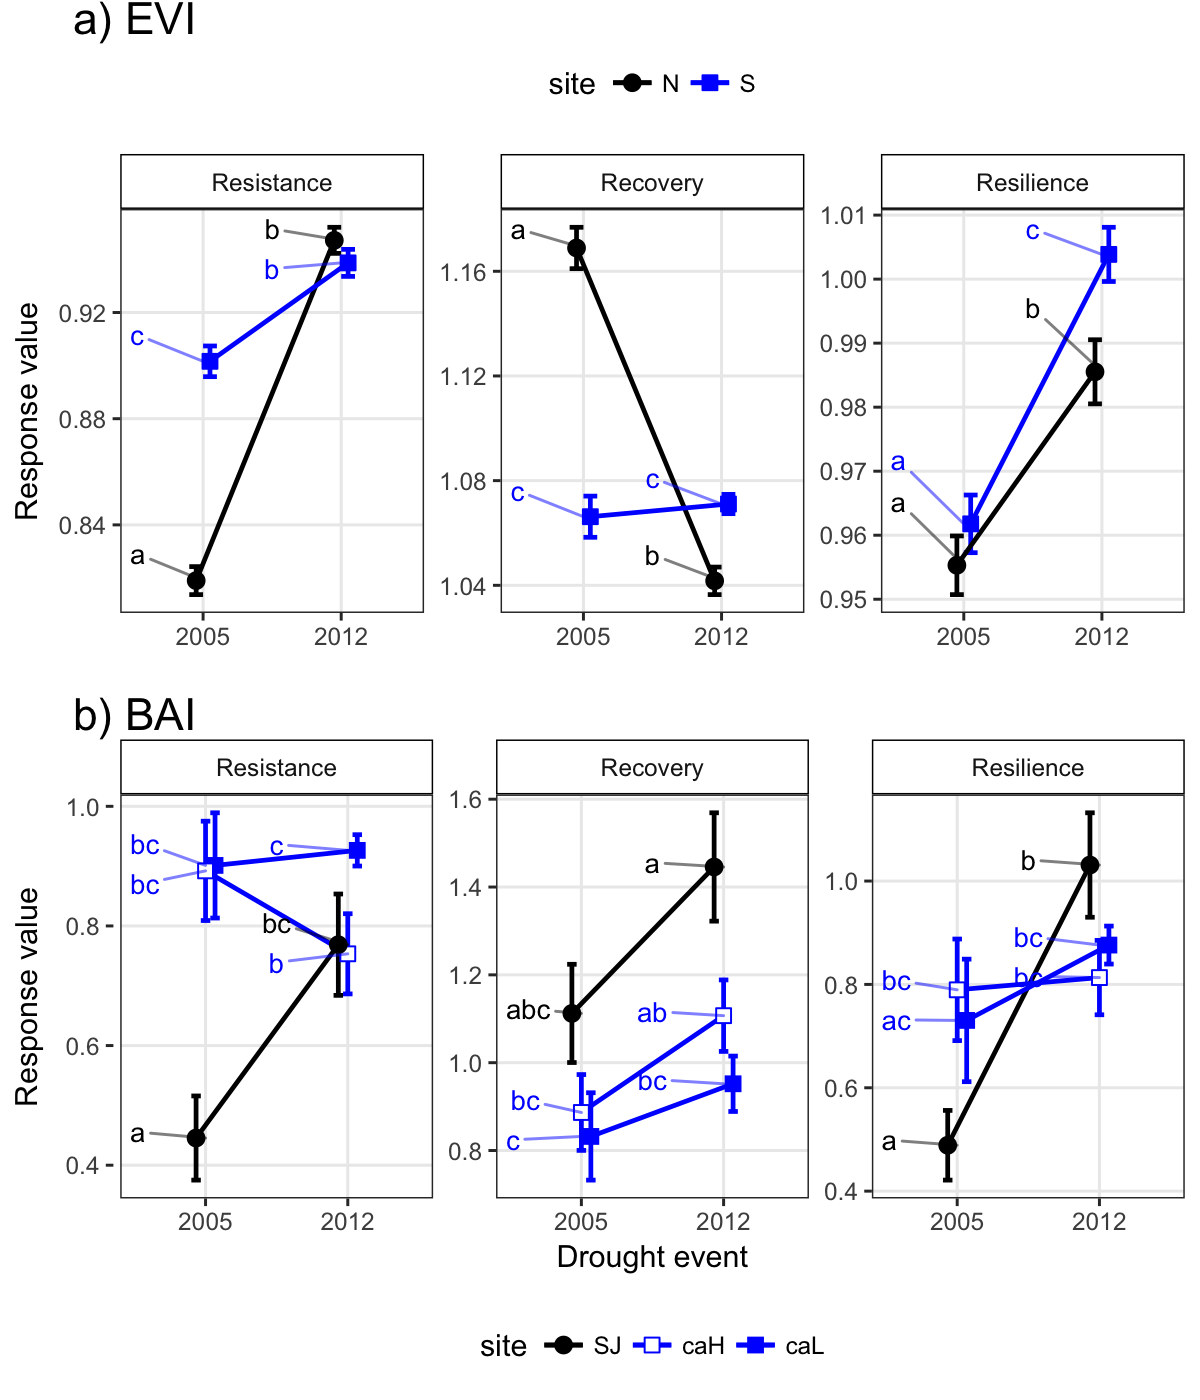 a) EVI
site N S
Resistance Recovery Resilience
Response value
0.92
0.88
0.84
b
b
c
a
2005 2012
1.16
1.12
1.08
1.04
a
c
c
b
2005 2012
1.01
1.00
0.99
0.98
0.97
0.96
0.95
c
b
a
a
2005 2012
b) BAI
Resistance Recovery Resilience
Response value
1.0
0.8
0.6
0.4
bc
c
bc
bc
b
a
2005 2012
1.6
1.4
1.2
1.0
0.8
a
abc
ab
bc
bc
c
2005 2012
1.0
0.8
0.6
0.4
b
bc
bc
bc
ac
a
2005 2012
Drought event
site SJ caH caL